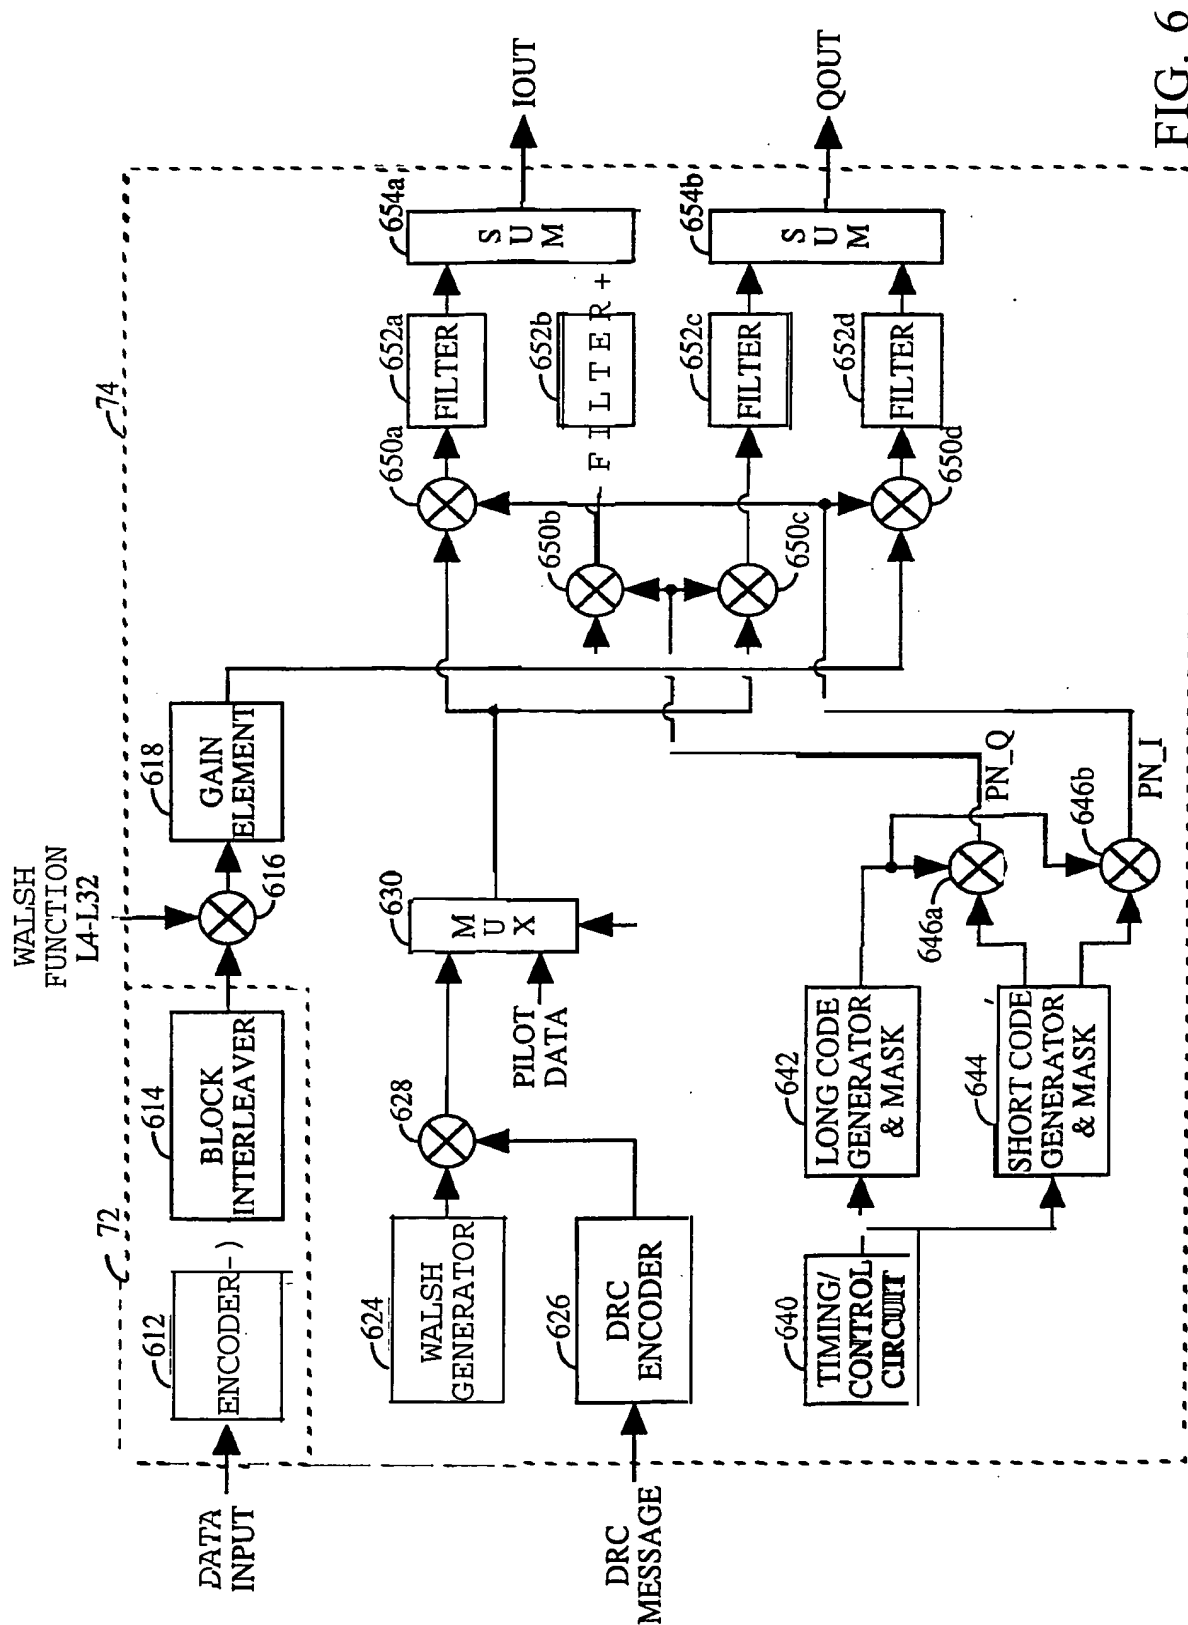 WALSH
FUNCTION
L4-L32
72
74
DATA
INPUT
612
ENCODER-)
614
BLOCK
INTERLEAVER
616
618
GAIN
ELEMENT
624
WALSH
GENERATOR
628
630
MUX
PILOT
DATA
DRC
MESSAGE
626
DRC
ENCODER
640
TIMING/
CONTROL
CIRCUIT
642
LONG CODE
GENERATOR
& MASK
644
SHORT CODE
GENERATOR
& MASK
646a
646b
PN_Q
PN_I
650a
650b
650c
650d
652a
FILTER
652b
FILTER+
652c
FILTER
652d
FILTER
654a
SUM
654b
SUM
IOUT
QOUT
FIG. 6